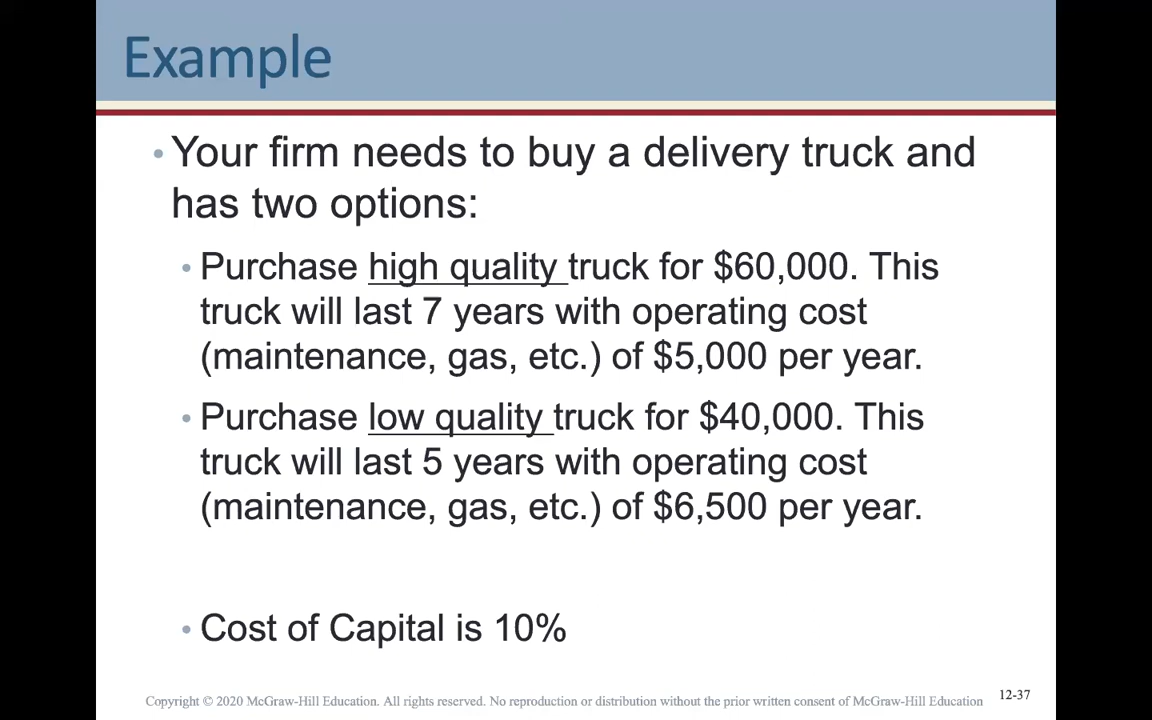 Example
• Your firm needs to buy a delivery truck and
has two options:
• Purchase high quality truck for $60,000. This
truck will last 7 years with operating cost
(maintenance, gas, etc.) of $5,000 per year.
• Purchase low quality truck for $40,000. This
truck will last 5 years with operating cost
(maintenance, gas, etc.) of $6,500 per year.
• Cost of Capital is 10%
Copyright © 2020 McGraw-Hill Education. All rights reserved. No reproduction or distribution without the prior written consent of McGraw-Hill Education
12-37